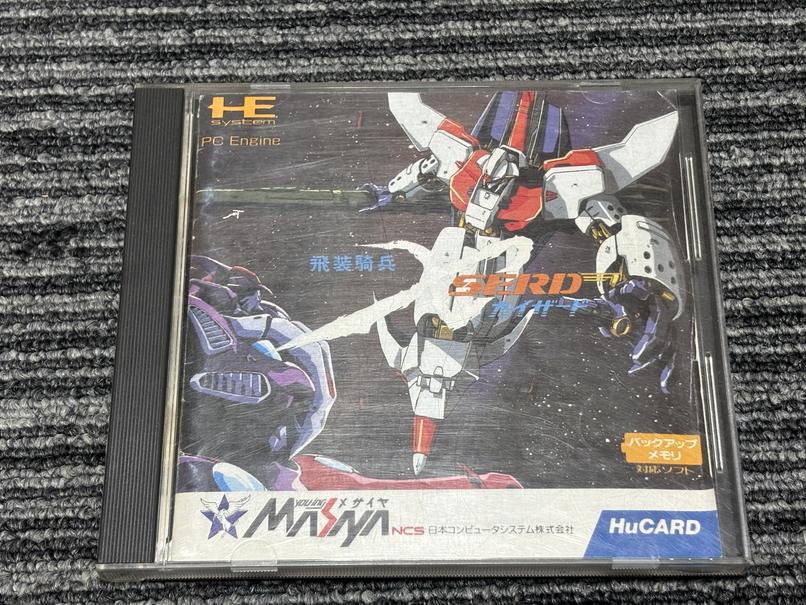 HE
system
PC Engine
飛装騎兵
SERD
カイザード
バックアップ
メモリ
対応ソフト
メサイヤ
MASAYA
NCS 日本コンピュータシステム株式会社
HuCARD